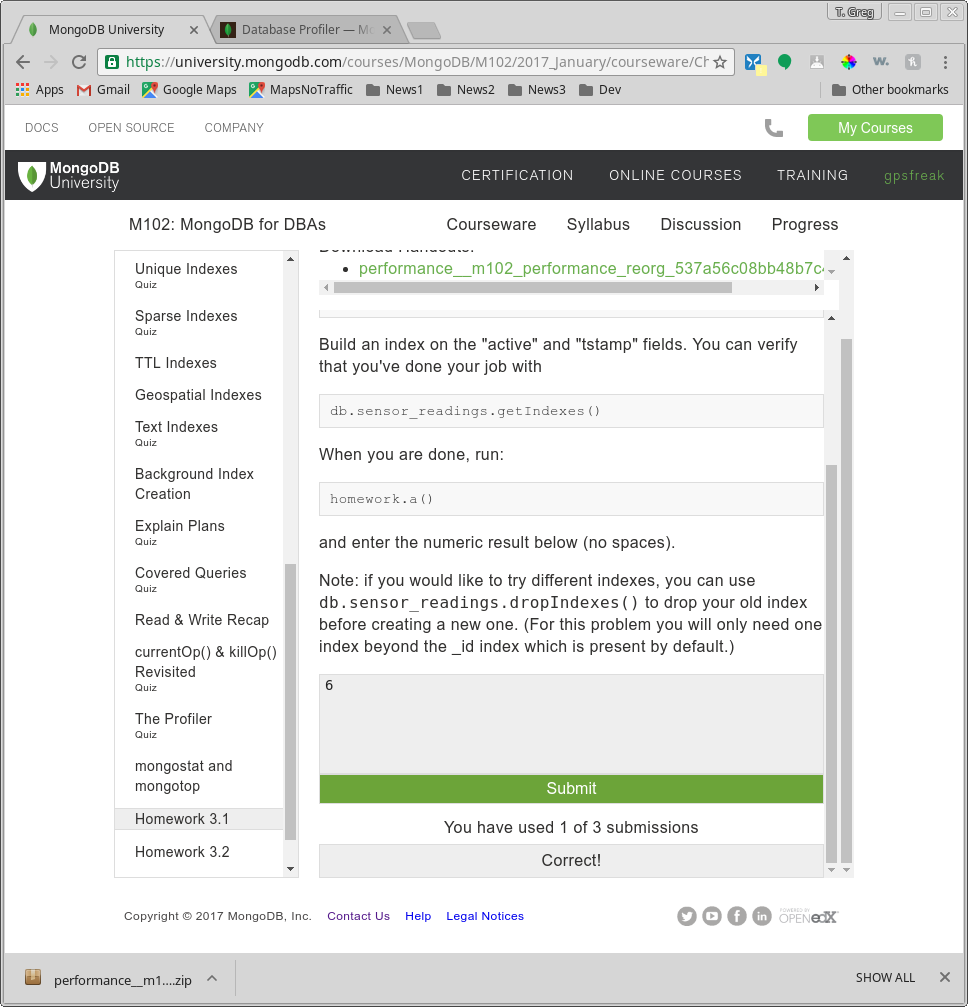 T. Greg
MongoDB University
Database Profiler — Mo
https://university.mongodb.com/courses/MongoDB/M102/2017_January/courseware/Ch
Apps Gmail Google Maps MapsNoTraffic News1 News2 News3 Dev Other bookmarks
DOCS OPEN SOURCE COMPANY My Courses
MongoDB University CERTIFICATION ONLINE COURSES TRAINING gpsfreak
M102: MongoDB for DBAs Courseware Syllabus Discussion Progress
Unique Indexes
Quiz
Sparse Indexes
Quiz
TTL Indexes
Geospatial Indexes
Text Indexes
Quiz
Background Index
Creation
Explain Plans
Quiz
Covered Queries
Quiz
Read & Write Recap
currentOp() & killOp()
Revisited
Quiz
The Profiler
Quiz
mongostat and
mongotop
Homework 3.1
Homework 3.2
Download Handouts:
performance__m102_performance_reorg_537a56c08bb48b7c4
Build an index on the "active" and "tstamp" fields. You can verify
that you've done your job with
db.sensor_readings.getIndexes()
When you are done, run:
homework.a()
and enter the numeric result below (no spaces).
Note: if you would like to try different indexes, you can use
db.sensor_readings.dropIndexes() to drop your old index
before creating a new one. (For this problem you will only need one
index beyond the _id index which is present by default.)
6
Submit
You have used 1 of 3 submissions
Correct!
Copyright © 2017 MongoDB, Inc. Contact Us Help Legal Notices
POWERED BY
OPEN edX
performance__m1....zip SHOW ALL